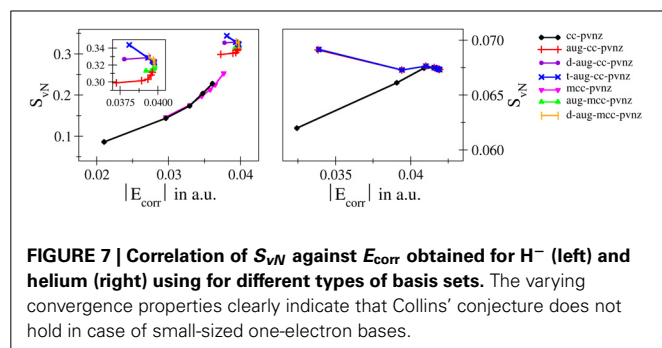 0.34
0.32
0.30
0.0375 0.0400
0.3
0.2
0.1
S_vN
0.02 0.03 0.04
|E_corr| in a.u.
0.070
0.065
0.060
S_vN
0.035 0.04
|E_corr| in a.u.
cc-pvnz
aug-cc-pvnz
d-aug-cc-pvnz
t-aug-cc-pvnz
mcc-pvnz
aug-mcc-pvnz
d-aug-mcc-pvnz
FIGURE 7 | Correlation of S_vN against E_corr obtained for H− (left) and
helium (right) using for different types of basis sets. The varying
convergence properties clearly indicate that Collins’ conjecture does not
hold in case of small-sized one-electron bases.